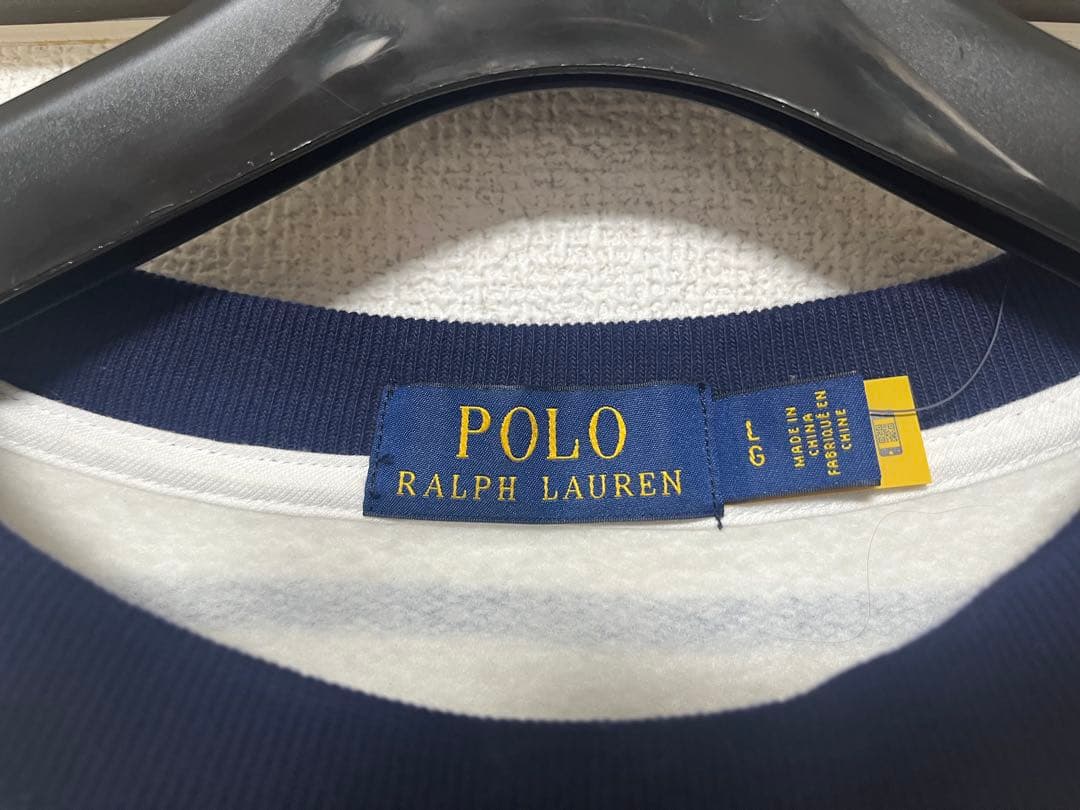 POLO
RALPH LAUREN
L
G
MADE IN
CHINA
FABRIQUÉ EN
CHINE